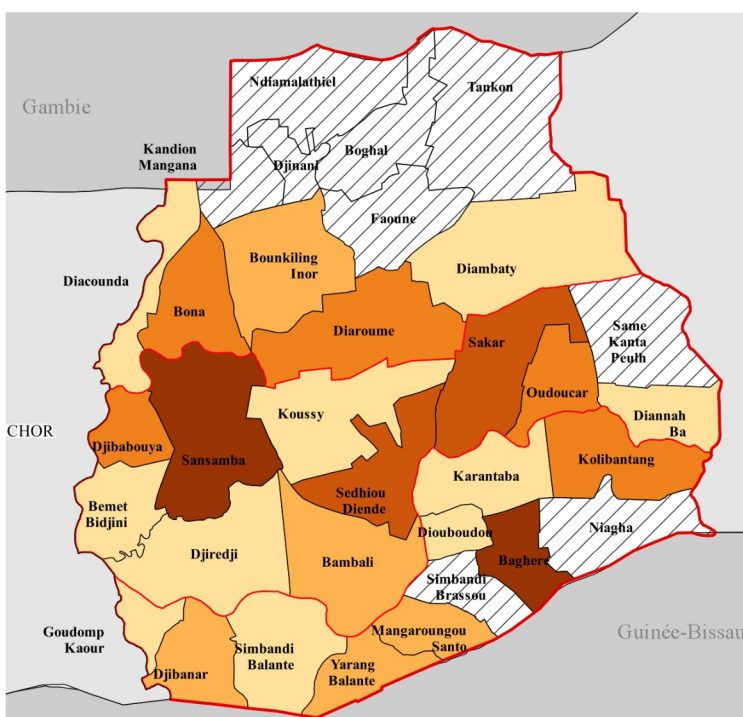 Ndiamalathiel
Tankon
Gambie
Kandion
Mangana
Djinani
Boghal
Faoune
Bounkiling
Inor
Diambaty
Diacounda
Bona
Diaroume
Sakar
Same
Kanta
Peulh
Oudoucar
Koussy
Diannah
Ba
CHOR
Djibabouya
Sansamba
Kolibantang
Karantaba
Sedhiou
Diende
Bemet
Bidjini
Diouboudou
Niagha
Djiredji
Bambali
Baghere
Simbandi
Brassou
Goudomp
Kaour
Simbandi
Balante
Mangaroungou
Santo
Guinée-Bissau
Djibanar
Yarang
Balante